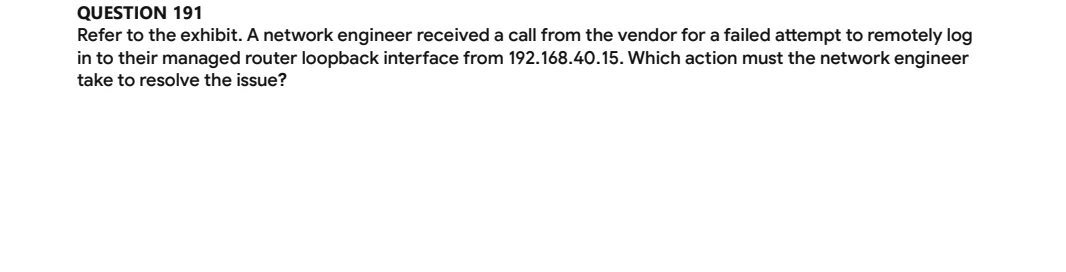 QUESTION 191
Refer to the exhibit. A network engineer received a call from the vendor for a failed attempt to remotely log
in to their managed router loopback interface from 192.168.40.15. Which action must the network engineer
take to resolve the issue?